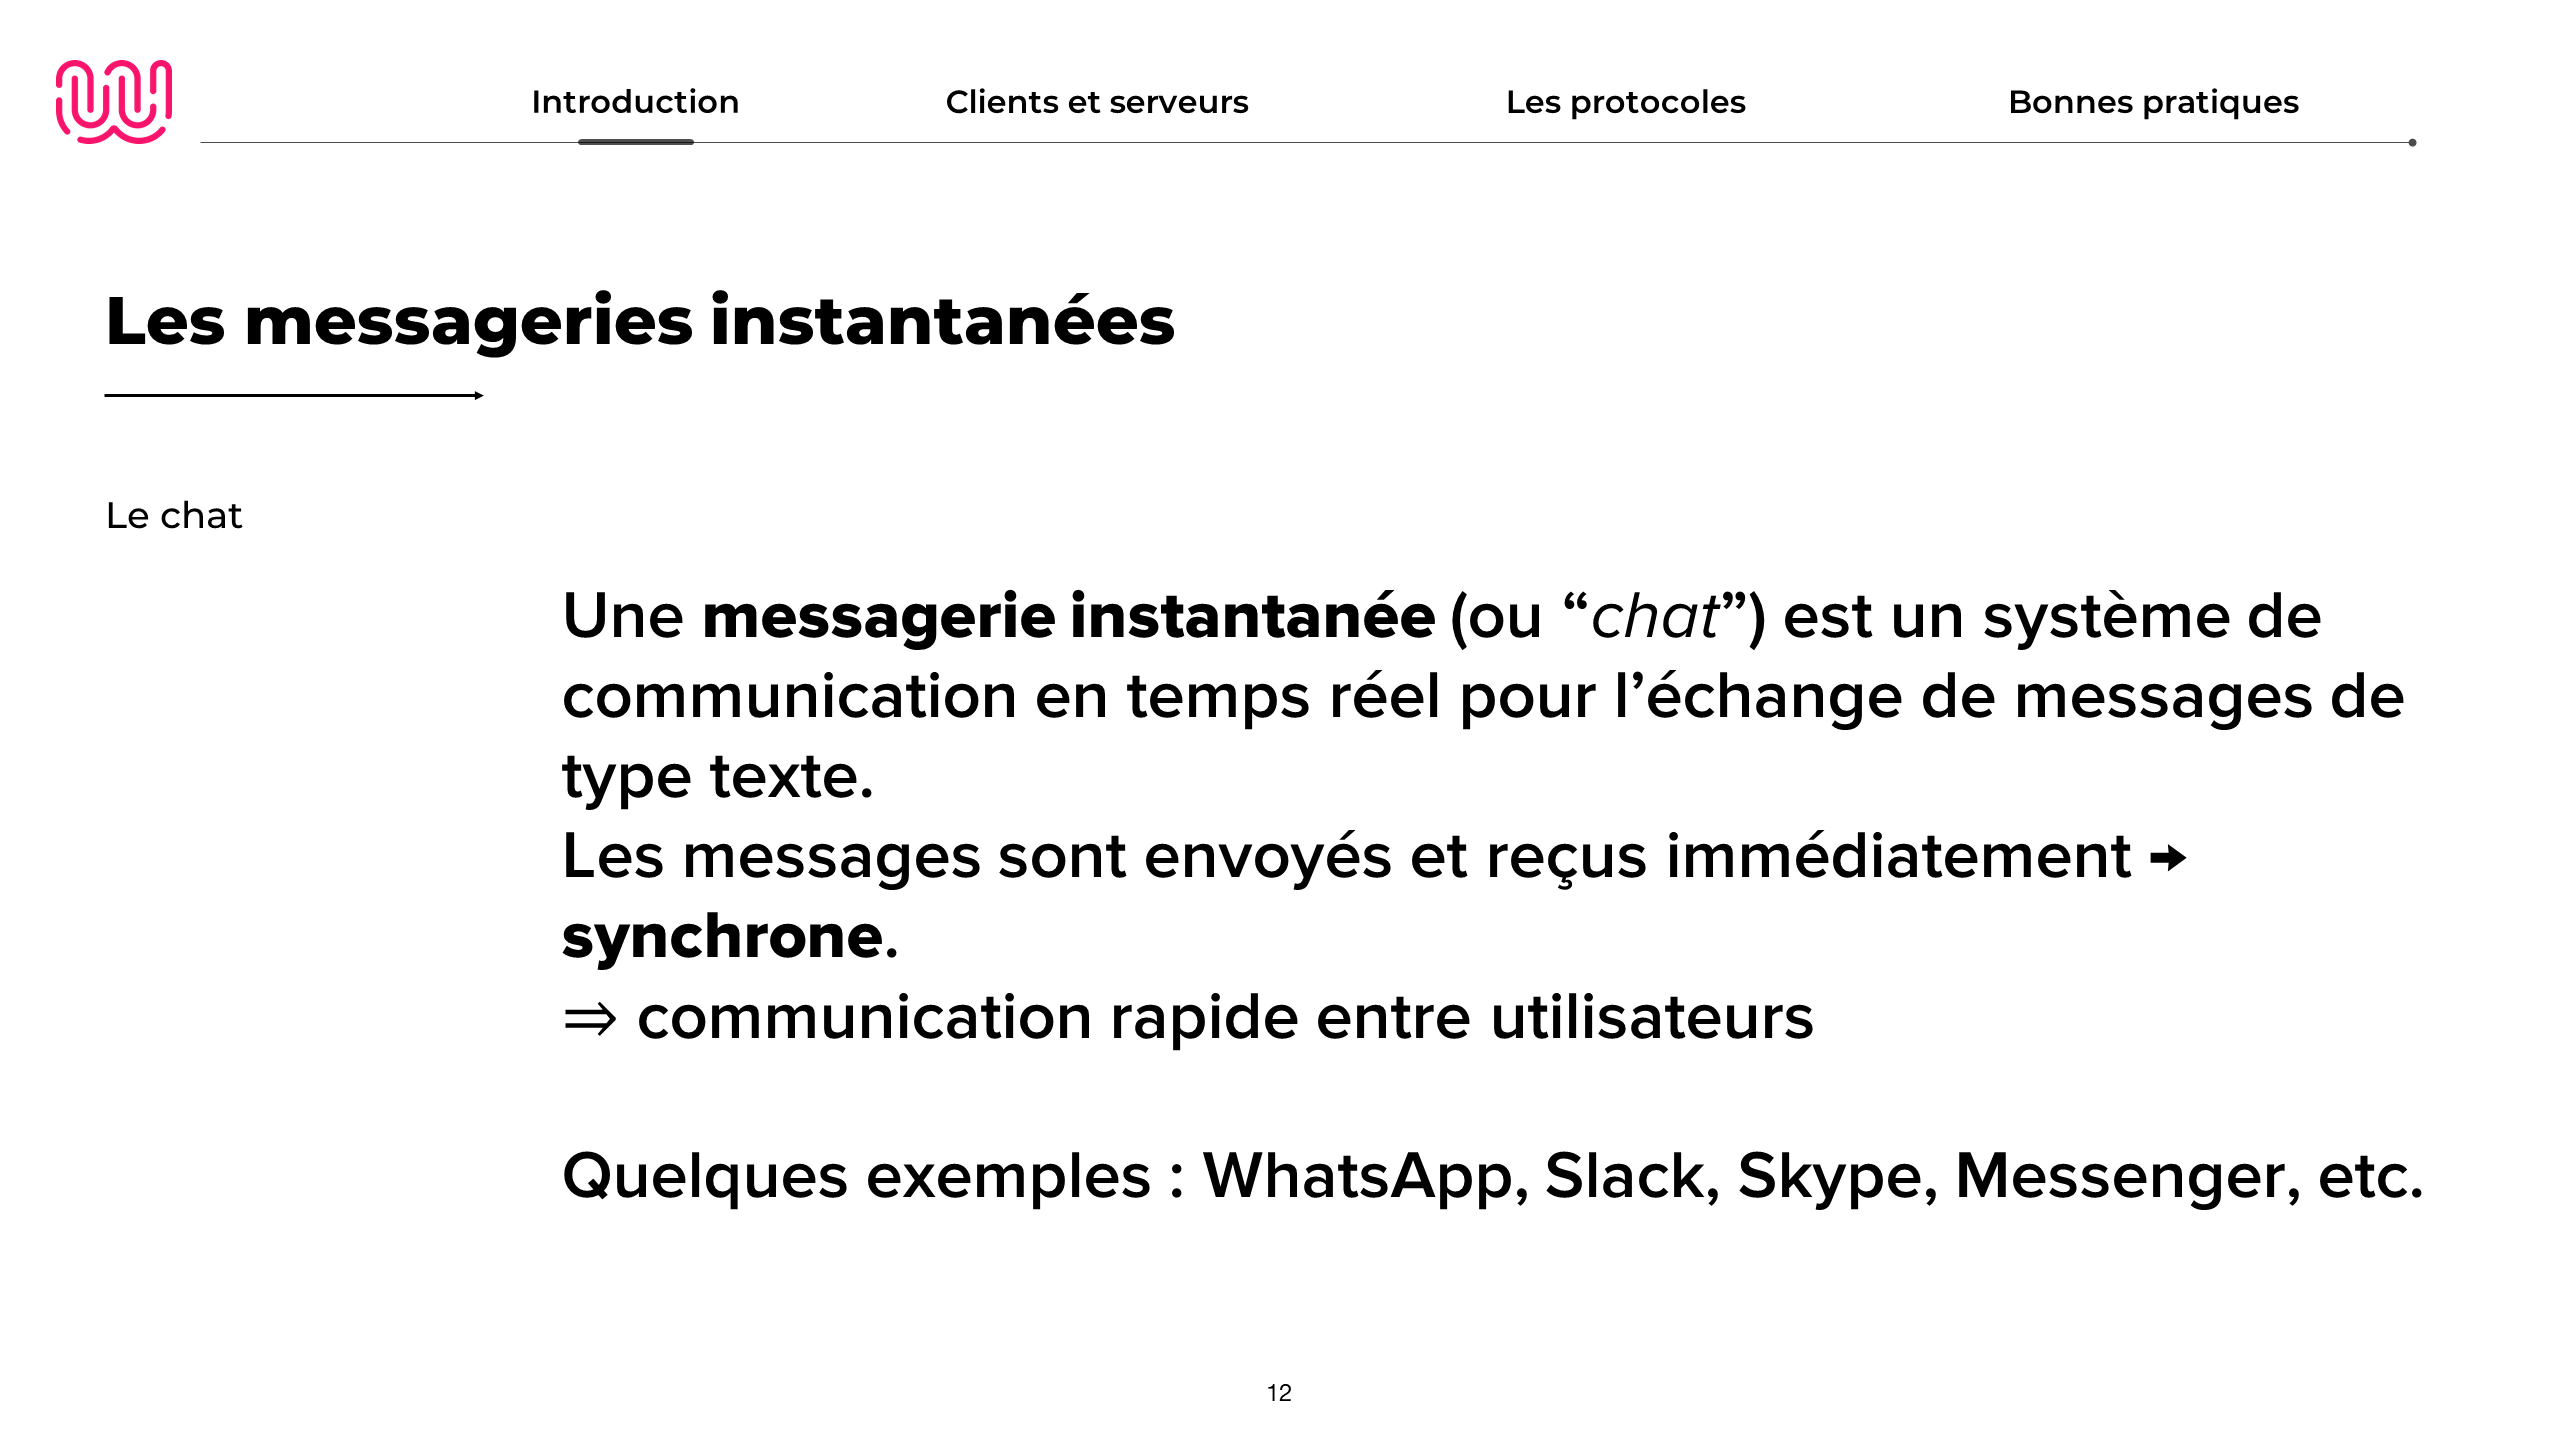 Introduction
Clients et serveurs
Les protocoles
Bonnes pratiques
Les messageries instantanées
Le chat
Une messagerie instantanée (ou “chat”) est un système de
communication en temps réel pour l’échange de messages de
type texte.
Les messages sont envoyés et reçus immédiatement ➜
synchrone.
⇒ communication rapide entre utilisateurs
Quelques exemples : WhatsApp, Slack, Skype, Messenger, etc.
12